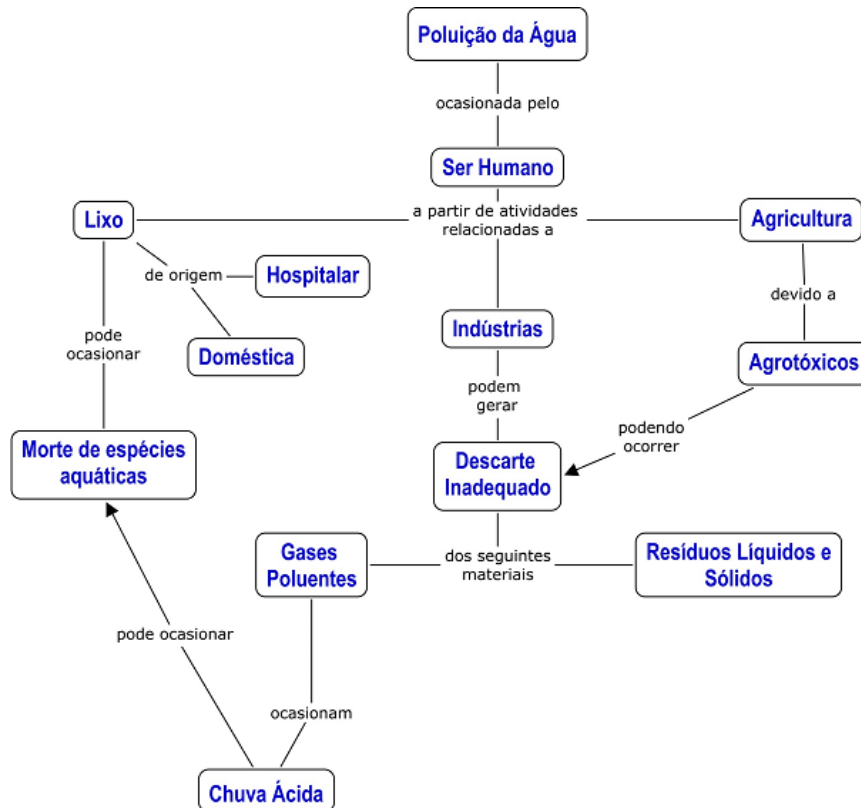 Poluição da Água
ocasionada pelo
Ser Humano
a partir de atividades
relacionadas a
Lixo
Agricultura
de origem
Hospitalar
Doméstica
Indústrias
devido a
pode
ocasionar
Agrotóxicos
podem
gerar
podendo
ocorrer
Morte de espécies
aquáticas
Descarte
Inadequado
Gases
Poluentes
dos seguintes
materiais
Resíduos Líquidos e
Sólidos
pode ocasionar
ocasionam
Chuva Ácida